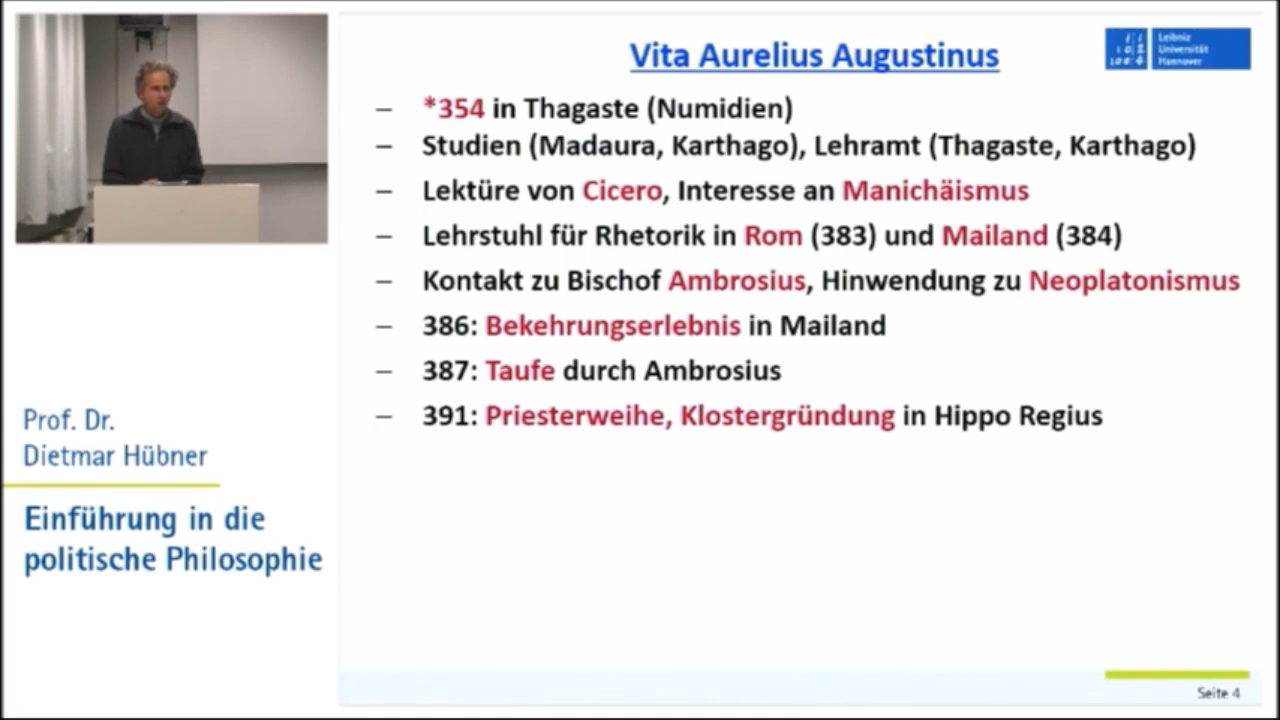 Vita Aurelius Augustinus
Leibniz
Universität
Hannover
– *354 in Thagaste (Numidien)
– Studien (Madaura, Karthago), Lehramt (Thagaste, Karthago)
– Lektüre von Cicero, Interesse an Manichäismus
– Lehrstuhl für Rhetorik in Rom (383) und Mailand (384)
– Kontakt zu Bischof Ambrosius, Hinwendung zu Neoplatonismus
– 386: Bekehrungserlebnis in Mailand
– 387: Taufe durch Ambrosius
– 391: Priesterweihe, Klostergründung in Hippo Regius
Prof. Dr.
Dietmar Hübner
Einführung in die
politische Philosophie
Seite 4